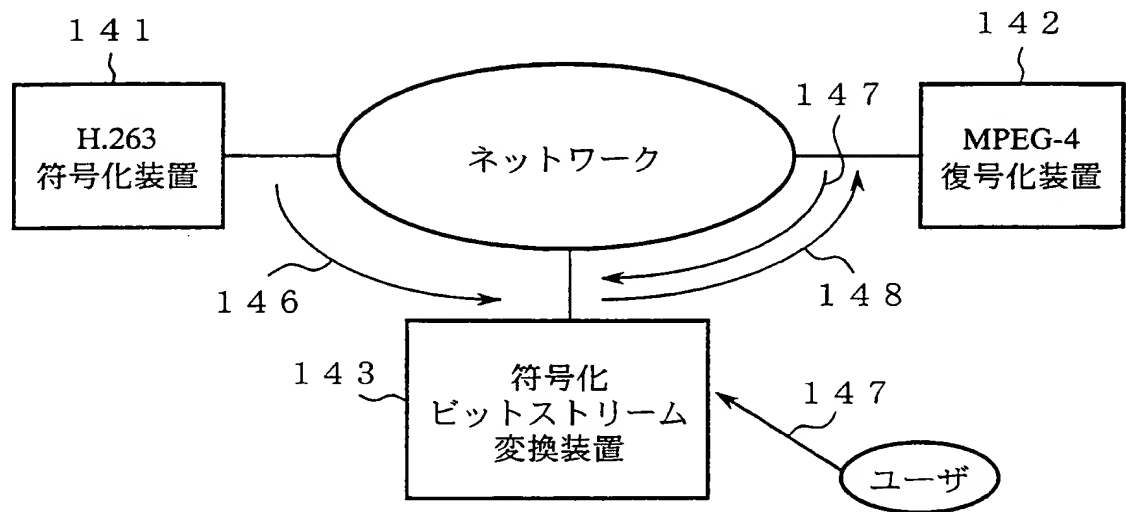 １４１
１４２
H.263
符号化装置
ネットワーク
１４７
MPEG-4
復号化装置
１４６
１４８
１４３
符号化
ビットストリーム
変換装置
１４７
ユーザ